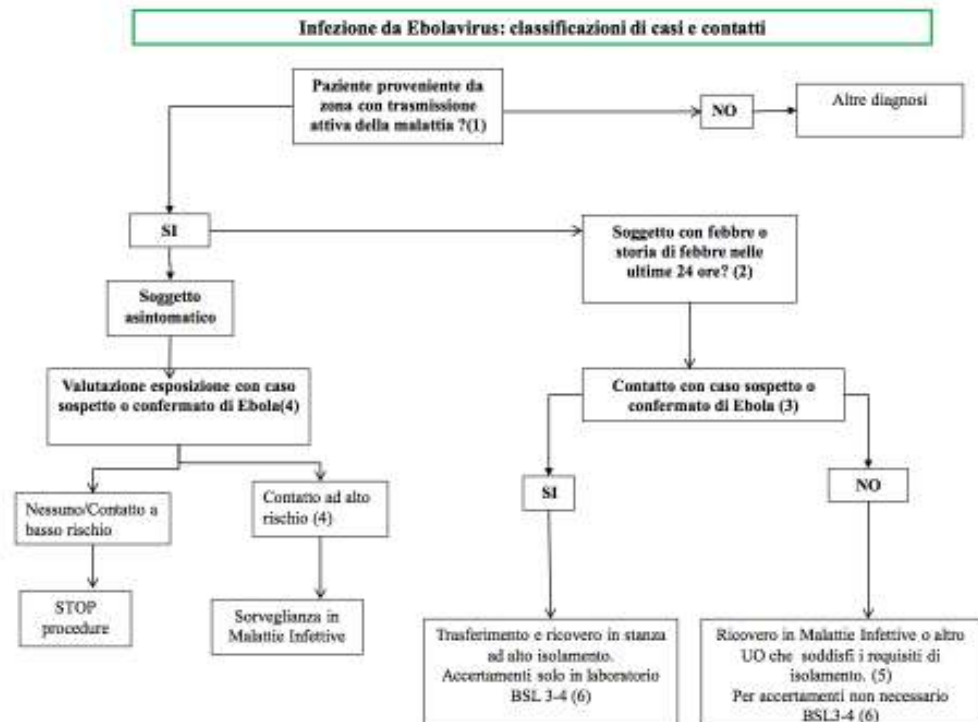 Infezione da Ebolavirus: classificazioni di casi e contatti
Paziente proveniente da
zona con trasmissione
attiva della malattia ?(1)
NO
Altre diagnosi
SI
Soggetto con febbre o
storia di febbre nelle
ultime 24 ore? (2)
Soggetto
asintomatico
Valutazione esposizione con caso
sospetto o confermato di Ebola(4)
Contatto con caso sospetto o
confermato di Ebola (3)
Nessuno/Contatto a
basso rischio
Contatto ad alto
rischio (4)
SI
NO
STOP
procedure
Sorveglianza in
Malattie Infettive
Trasferimento e ricovero in stanza
ad alto isolamento.
Accertamenti solo in laboratorio
BSL 3-4 (6)
Ricovero in Malattie Infettive o altro
UO che soddisfi i requisiti di
isolamento. (5)
Per accertamenti non necessario
BSL3-4 (6)